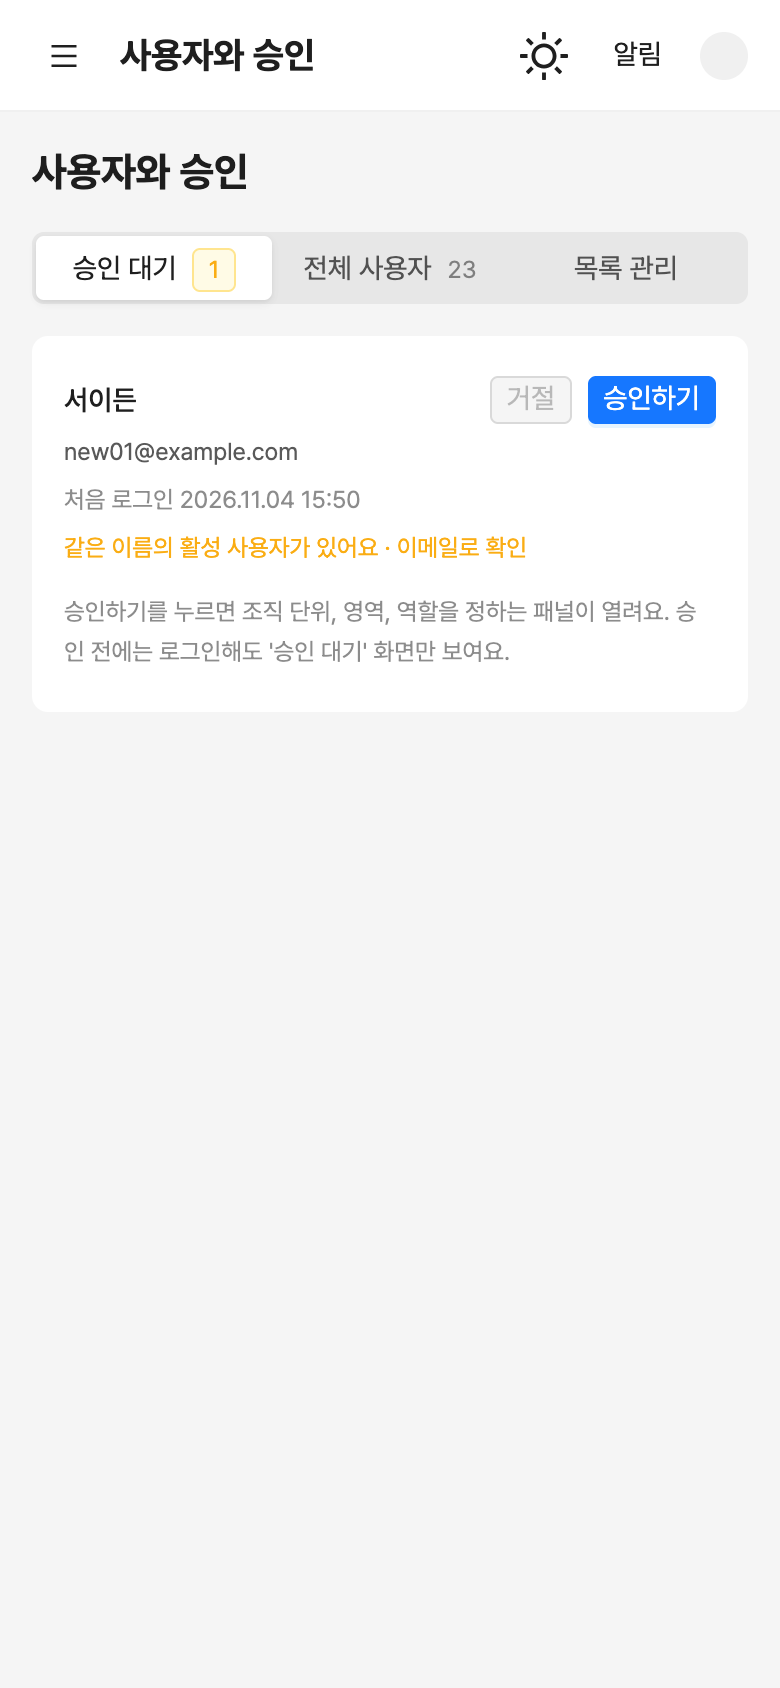 사용자와 승인
알림
사용자와 승인
승인 대기 1
전체 사용자 23
목록 관리
서이든
거절
승인하기
new01@example.com
처음 로그인 2026.11.04 15:50
같은 이름의 활성 사용자가 있어요 · 이메일로 확인
승인하기를 누르면 조직 단위, 영역, 역할을 정하는 패널이 열려요. 승
인 전에는 로그인해도 '승인 대기' 화면만 보여요.